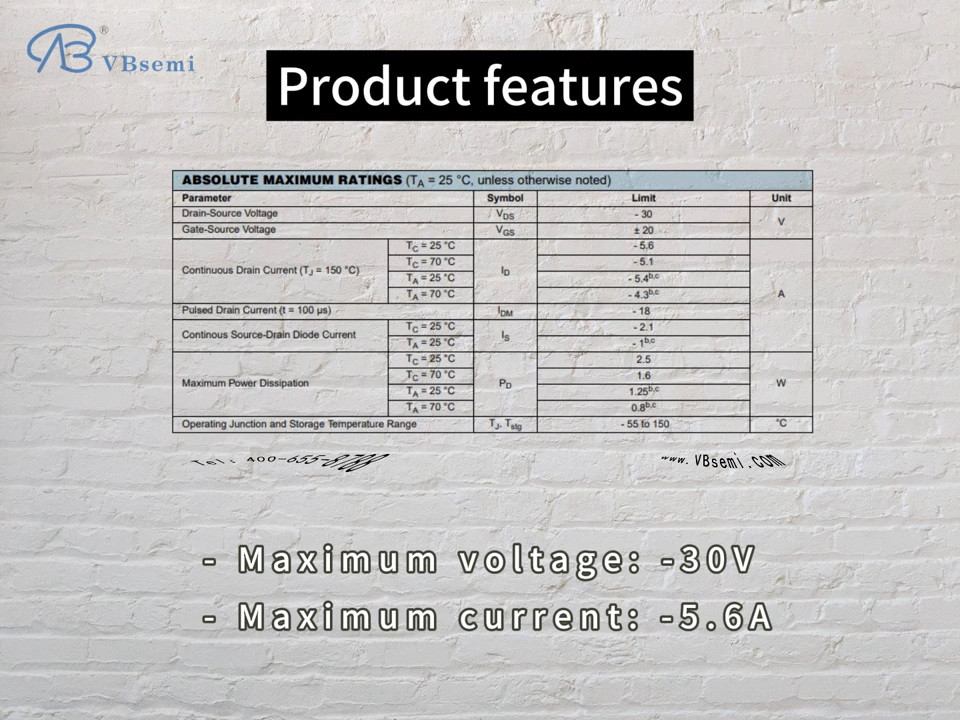 VBsemi®
Product features
ABSOLUTE MAXIMUM RATINGS (TA = 25 °C, unless otherwise noted)
Parameter Symbol Limit Unit
Drain-Source Voltage VDS - 30 V
Gate-Source Voltage VGS ± 20
Continuous Drain Current (TJ = 150 °C) TC = 25 °C ID - 5.6 A
TC = 70 °C - 5.1
TA = 25 °C - 5.4b,c
TA = 70 °C - 4.3b,c
Pulsed Drain Current (t = 100 µs) IDM - 18
Continous Source-Drain Diode Current TC = 25 °C IS - 2.1
TA = 25 °C - 1b,c
Maximum Power Dissipation TC = 25 °C PD 2.5 W
TC = 70 °C 1.6
TA = 25 °C 1.25b,c
TA = 70 °C 0.8b,c
Operating Junction and Storage Temperature Range TJ, Tstg - 55 to 150 °C
Tel: 400-655-8788 www.VBsemi.com
- Maximum voltage: -30V
- Maximum current: -5.6A